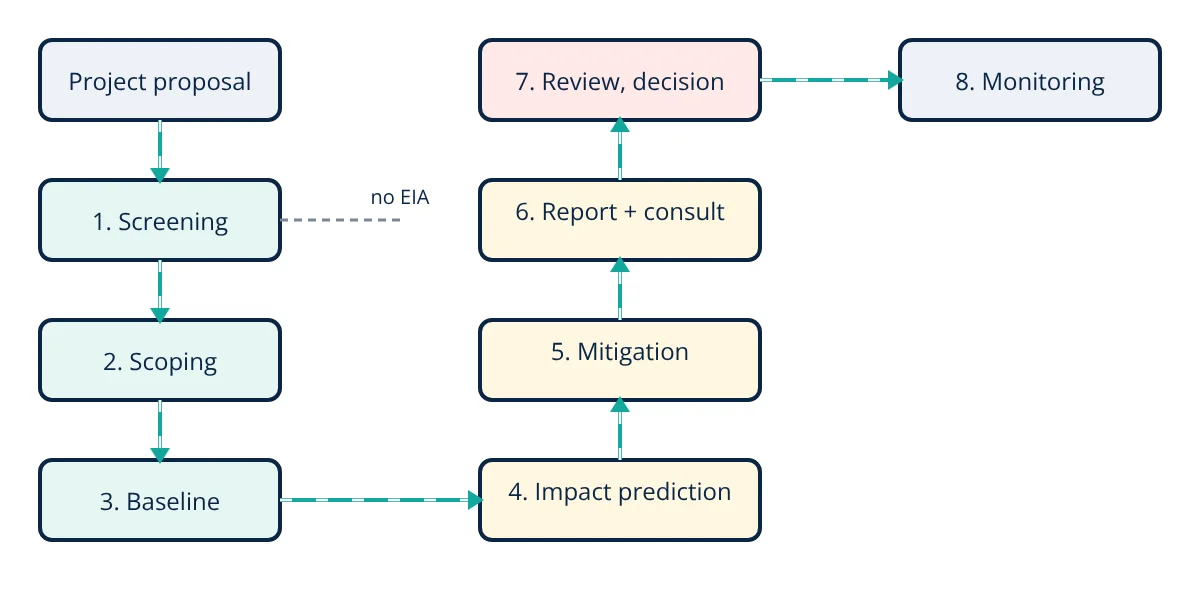 Project proposal
1. Screening
no EIA
2. Scoping
3. Baseline
4. Impact prediction
5. Mitigation
6. Report + consult
7. Review, decision
8. Monitoring